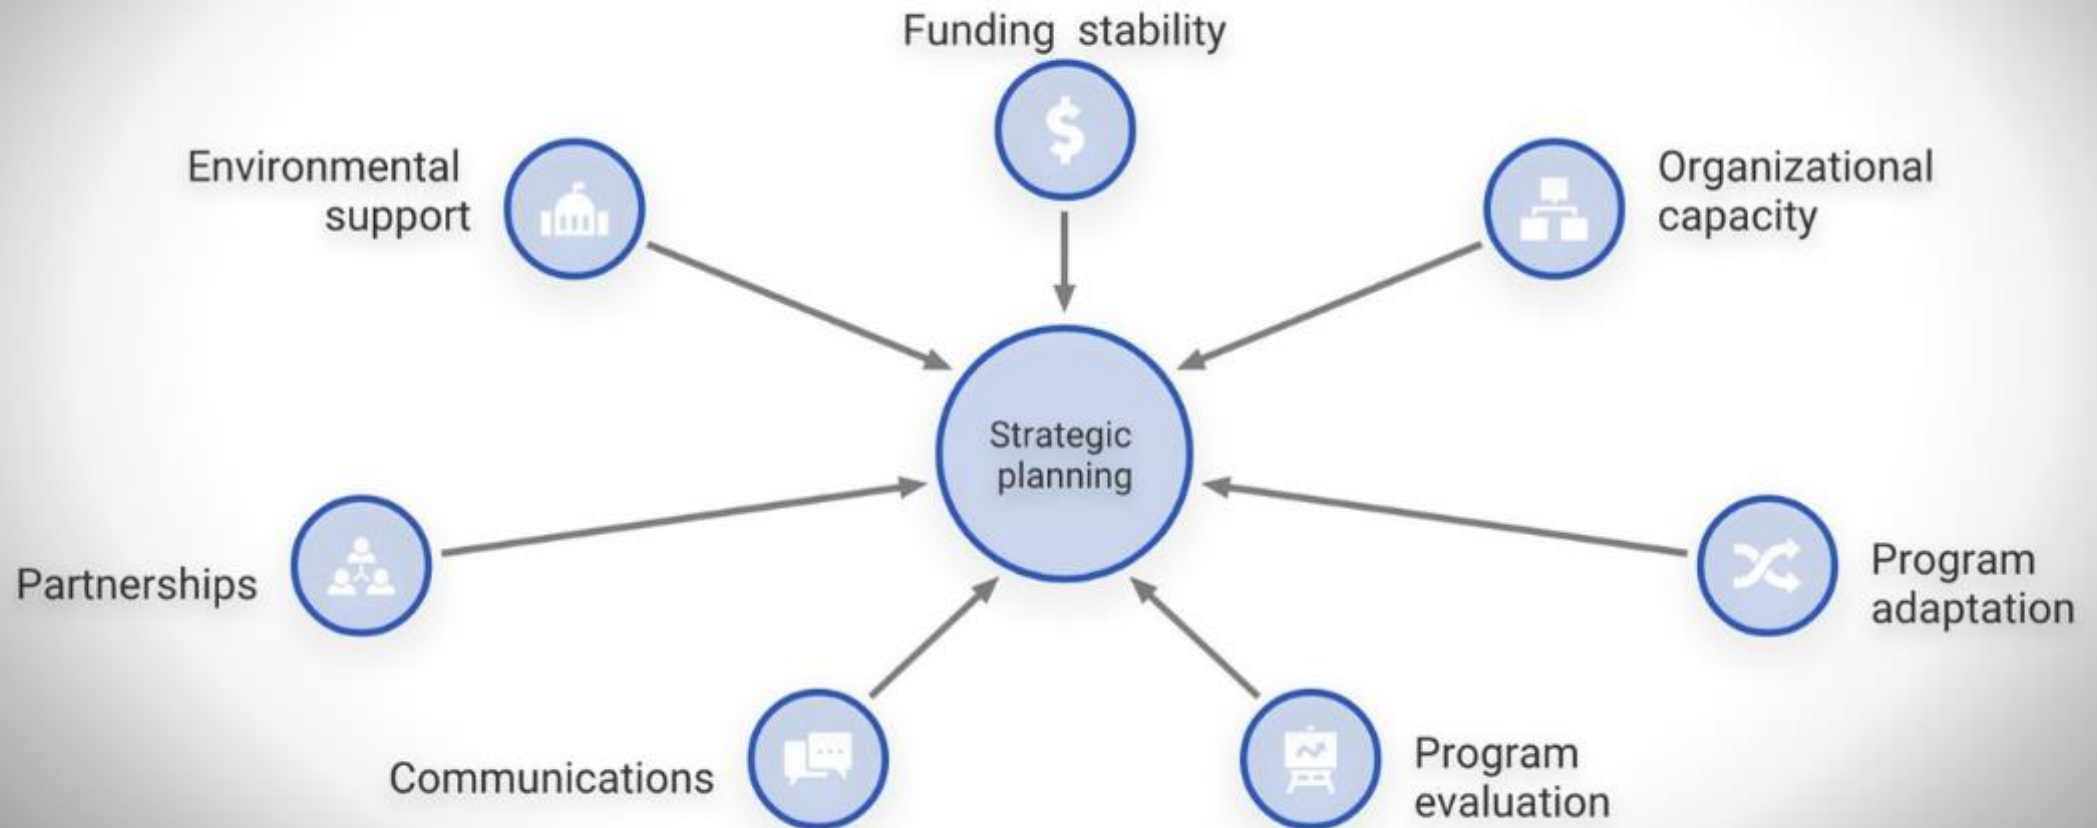 Funding stability
Environmental
support
Organizational
capacity
$
Strategic
planning
Partnerships
Program
adaptation
Communications
Program
evaluation